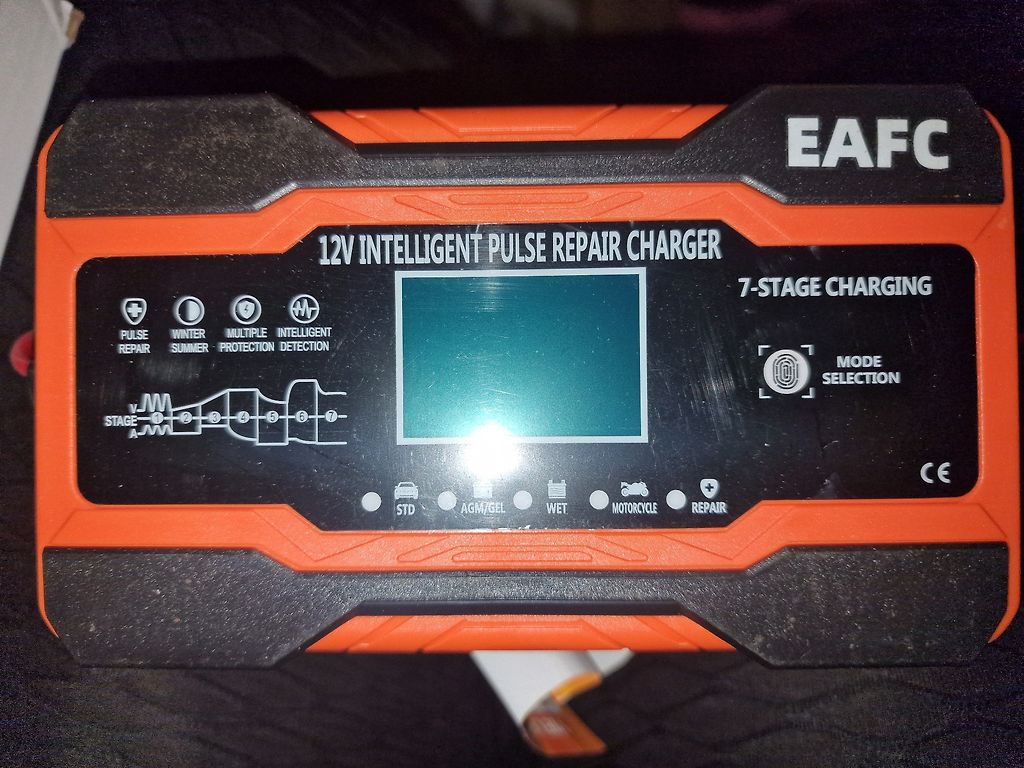 EAFC
12V INTELLIGENT PULSE REPAIR CHARGER
7-STAGE CHARGING
PULSE
REPAIR
WINTER
SUMMER
MULTIPLE
PROTECTION
INTELLIGENT
DETECTION
MODE
SELECTION
V
STAGE 1 2 3 4 5 6 7
A
CE
STD
AGM/GEL
WET
MOTORCYCLE
REPAIR